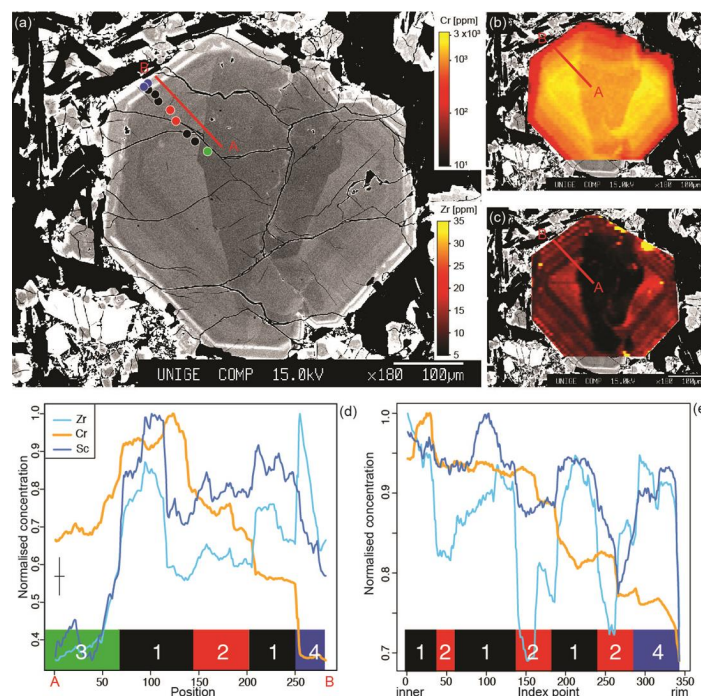 (a)
B
A
UNIGE COMP 15.0kV ×180 100µm
Cr [ppm]
3 x10³
10³
10²
10¹
Zr [ppm]
35
30
25
20
15
10
5
(b)
B
A
UNIGE COMP 15.0kV ×180 100µm
(c)
B
A
UNIGE COMP 15.0kV ×180 100µm
(d)
Zr
Cr
Sc
Normalised concentration
1.0
0.9
0.8
0.7
0.6
0.5
0.4
3 1 2 1 4
0 50 100 150 200 250
A Position B
(e)
Normalised concentration
1.0
0.9
0.8
0.7
1 2 1 2 1 2 4
0 50 100 150 200 250 300 350
inner Index point rim